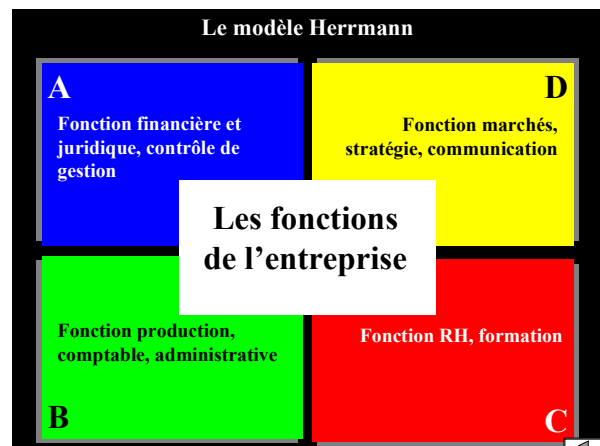 Le modèle Herrmann
A
Fonction financière et
juridique, contrôle de
gestion
D
Fonction marchés,
stratégie, communication
Les fonctions
de l’entreprise
Fonction production,
comptable, administrative
B
Fonction RH, formation
C